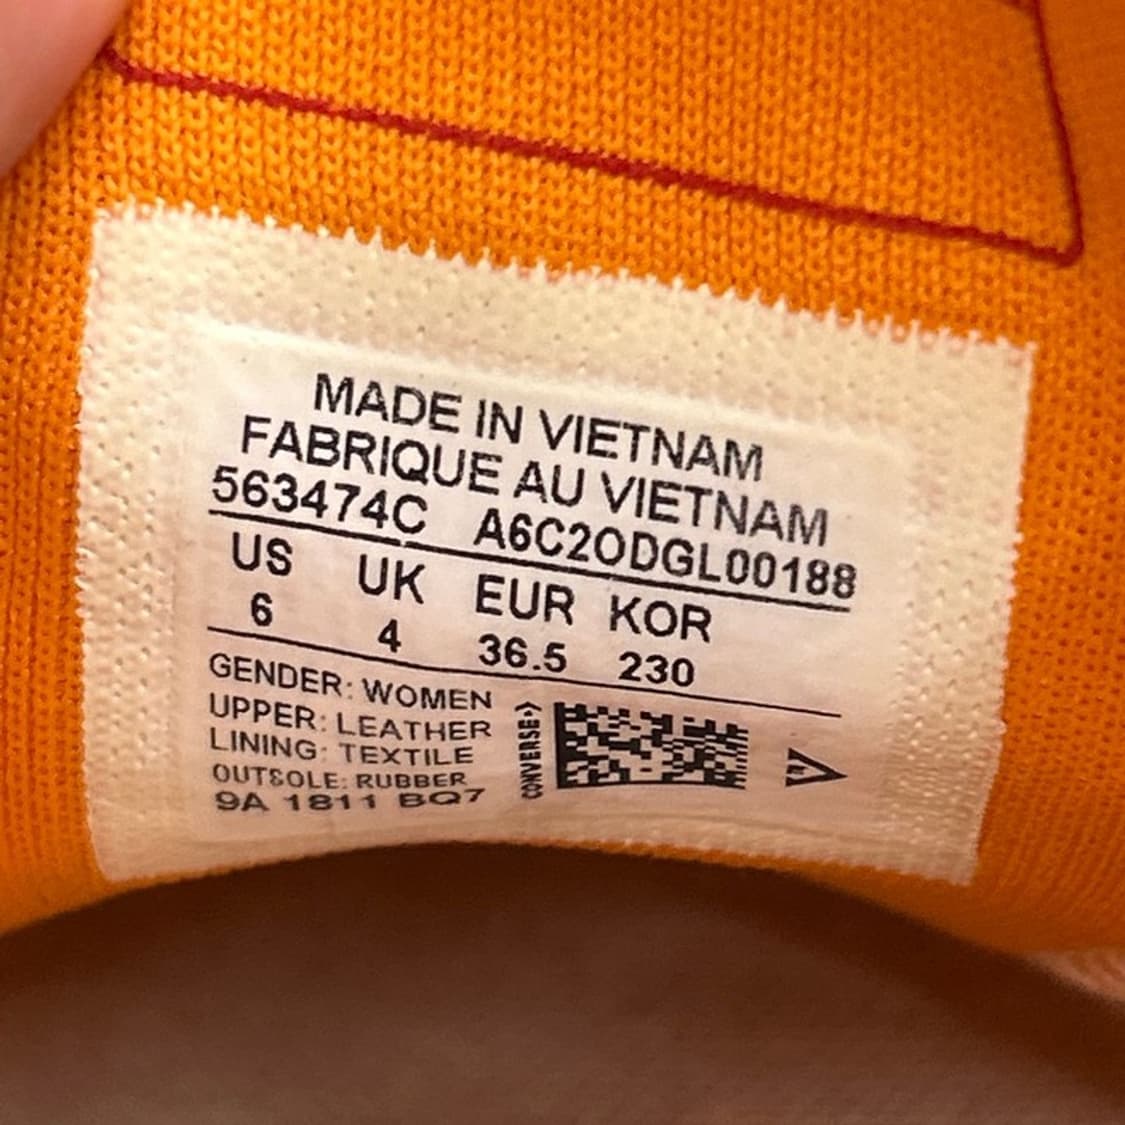 MADE IN VIETNAM
FABRIQUE AU VIETNAM
563474C A6C2ODGL00188
US UK EUR KOR
6 4 36.5 230
GENDER: WOMEN
UPPER: LEATHER
LINING: TEXTILE
OUTSOLE: RUBBER
9A 1811 BQ7
CONVERSE>
V